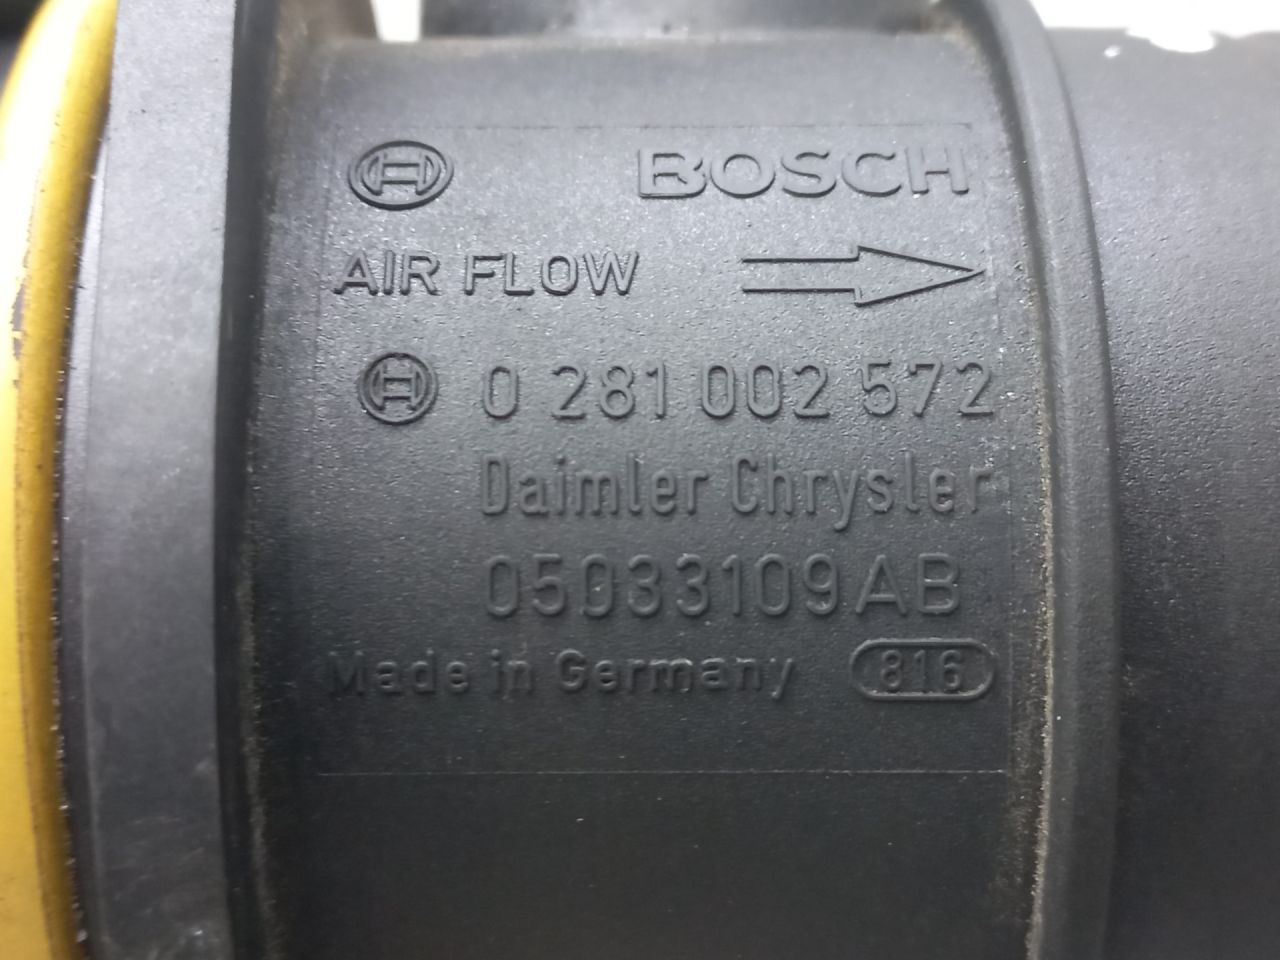 BOSCH
AIR FLOW
0 281 002 572
Daimler Chrysler
05033109AB
Made in Germany 816